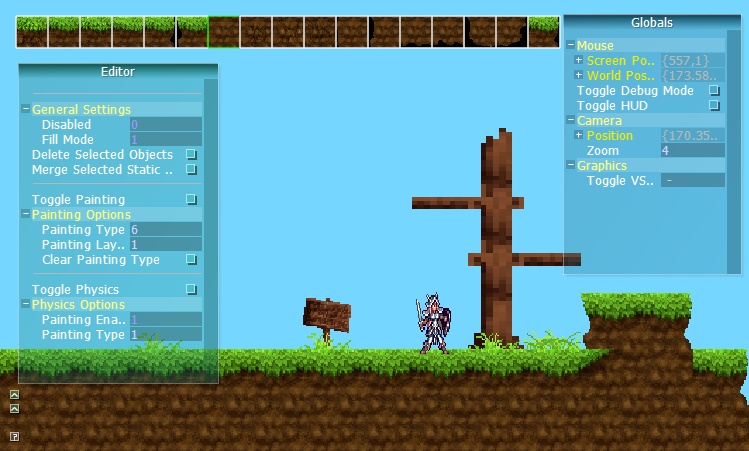 Editor
General Settings
Disabled 0
Fill Mode 1
Delete Selected Objects
Merge Selected Static ..
Toggle Painting
Painting Options
Painting Type 6
Painting Lay.. 1
Clear Painting Type
Toggle Physics
Physics Options
Painting Ena.. 1
Painting Type 1
Globals
Mouse
Screen Po.. {557,1}
World Pos.. {173.58..
Toggle Debug Mode
Toggle HUD
Camera
Position {170.35..
Zoom 4
Graphics
Toggle VS.. -
?